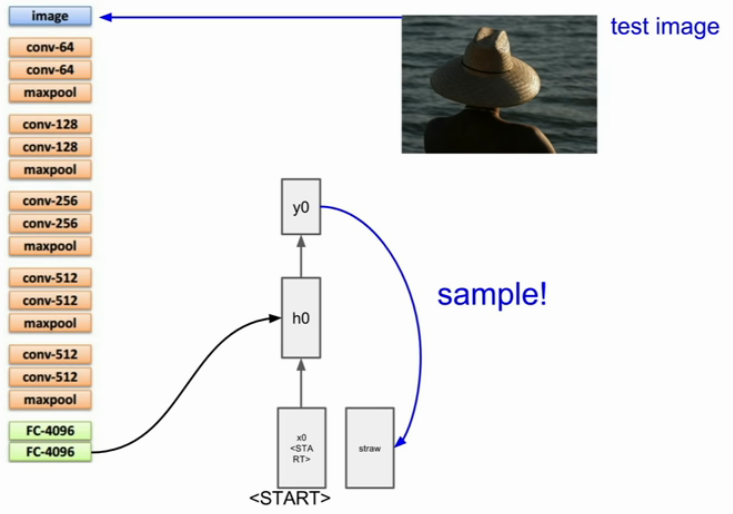 image
conv-64
conv-64
maxpool
conv-128
conv-128
maxpool
conv-256
conv-256
maxpool
conv-512
conv-512
maxpool
conv-512
conv-512
maxpool
FC-4096
FC-4096
test image
y0
sample!
h0
x0
<STA
RT>
straw
<START>